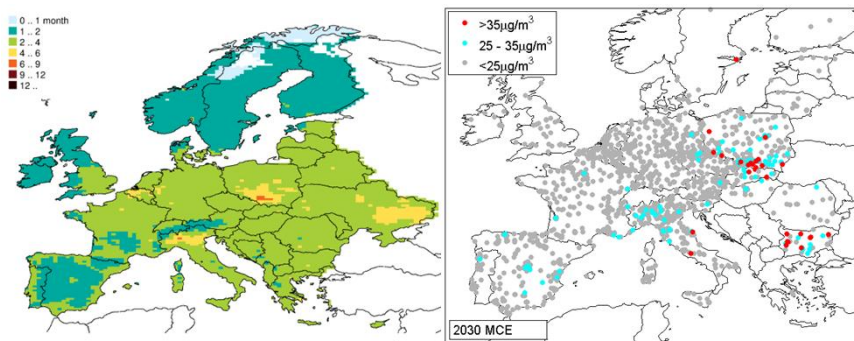 0 .. 1 month
1 .. 2
2 .. 4
4 .. 6
6 .. 9
9 .. 12
12 ..
>35µg/m³
25 - 35µg/m³
<25µg/m³
2030 MCE